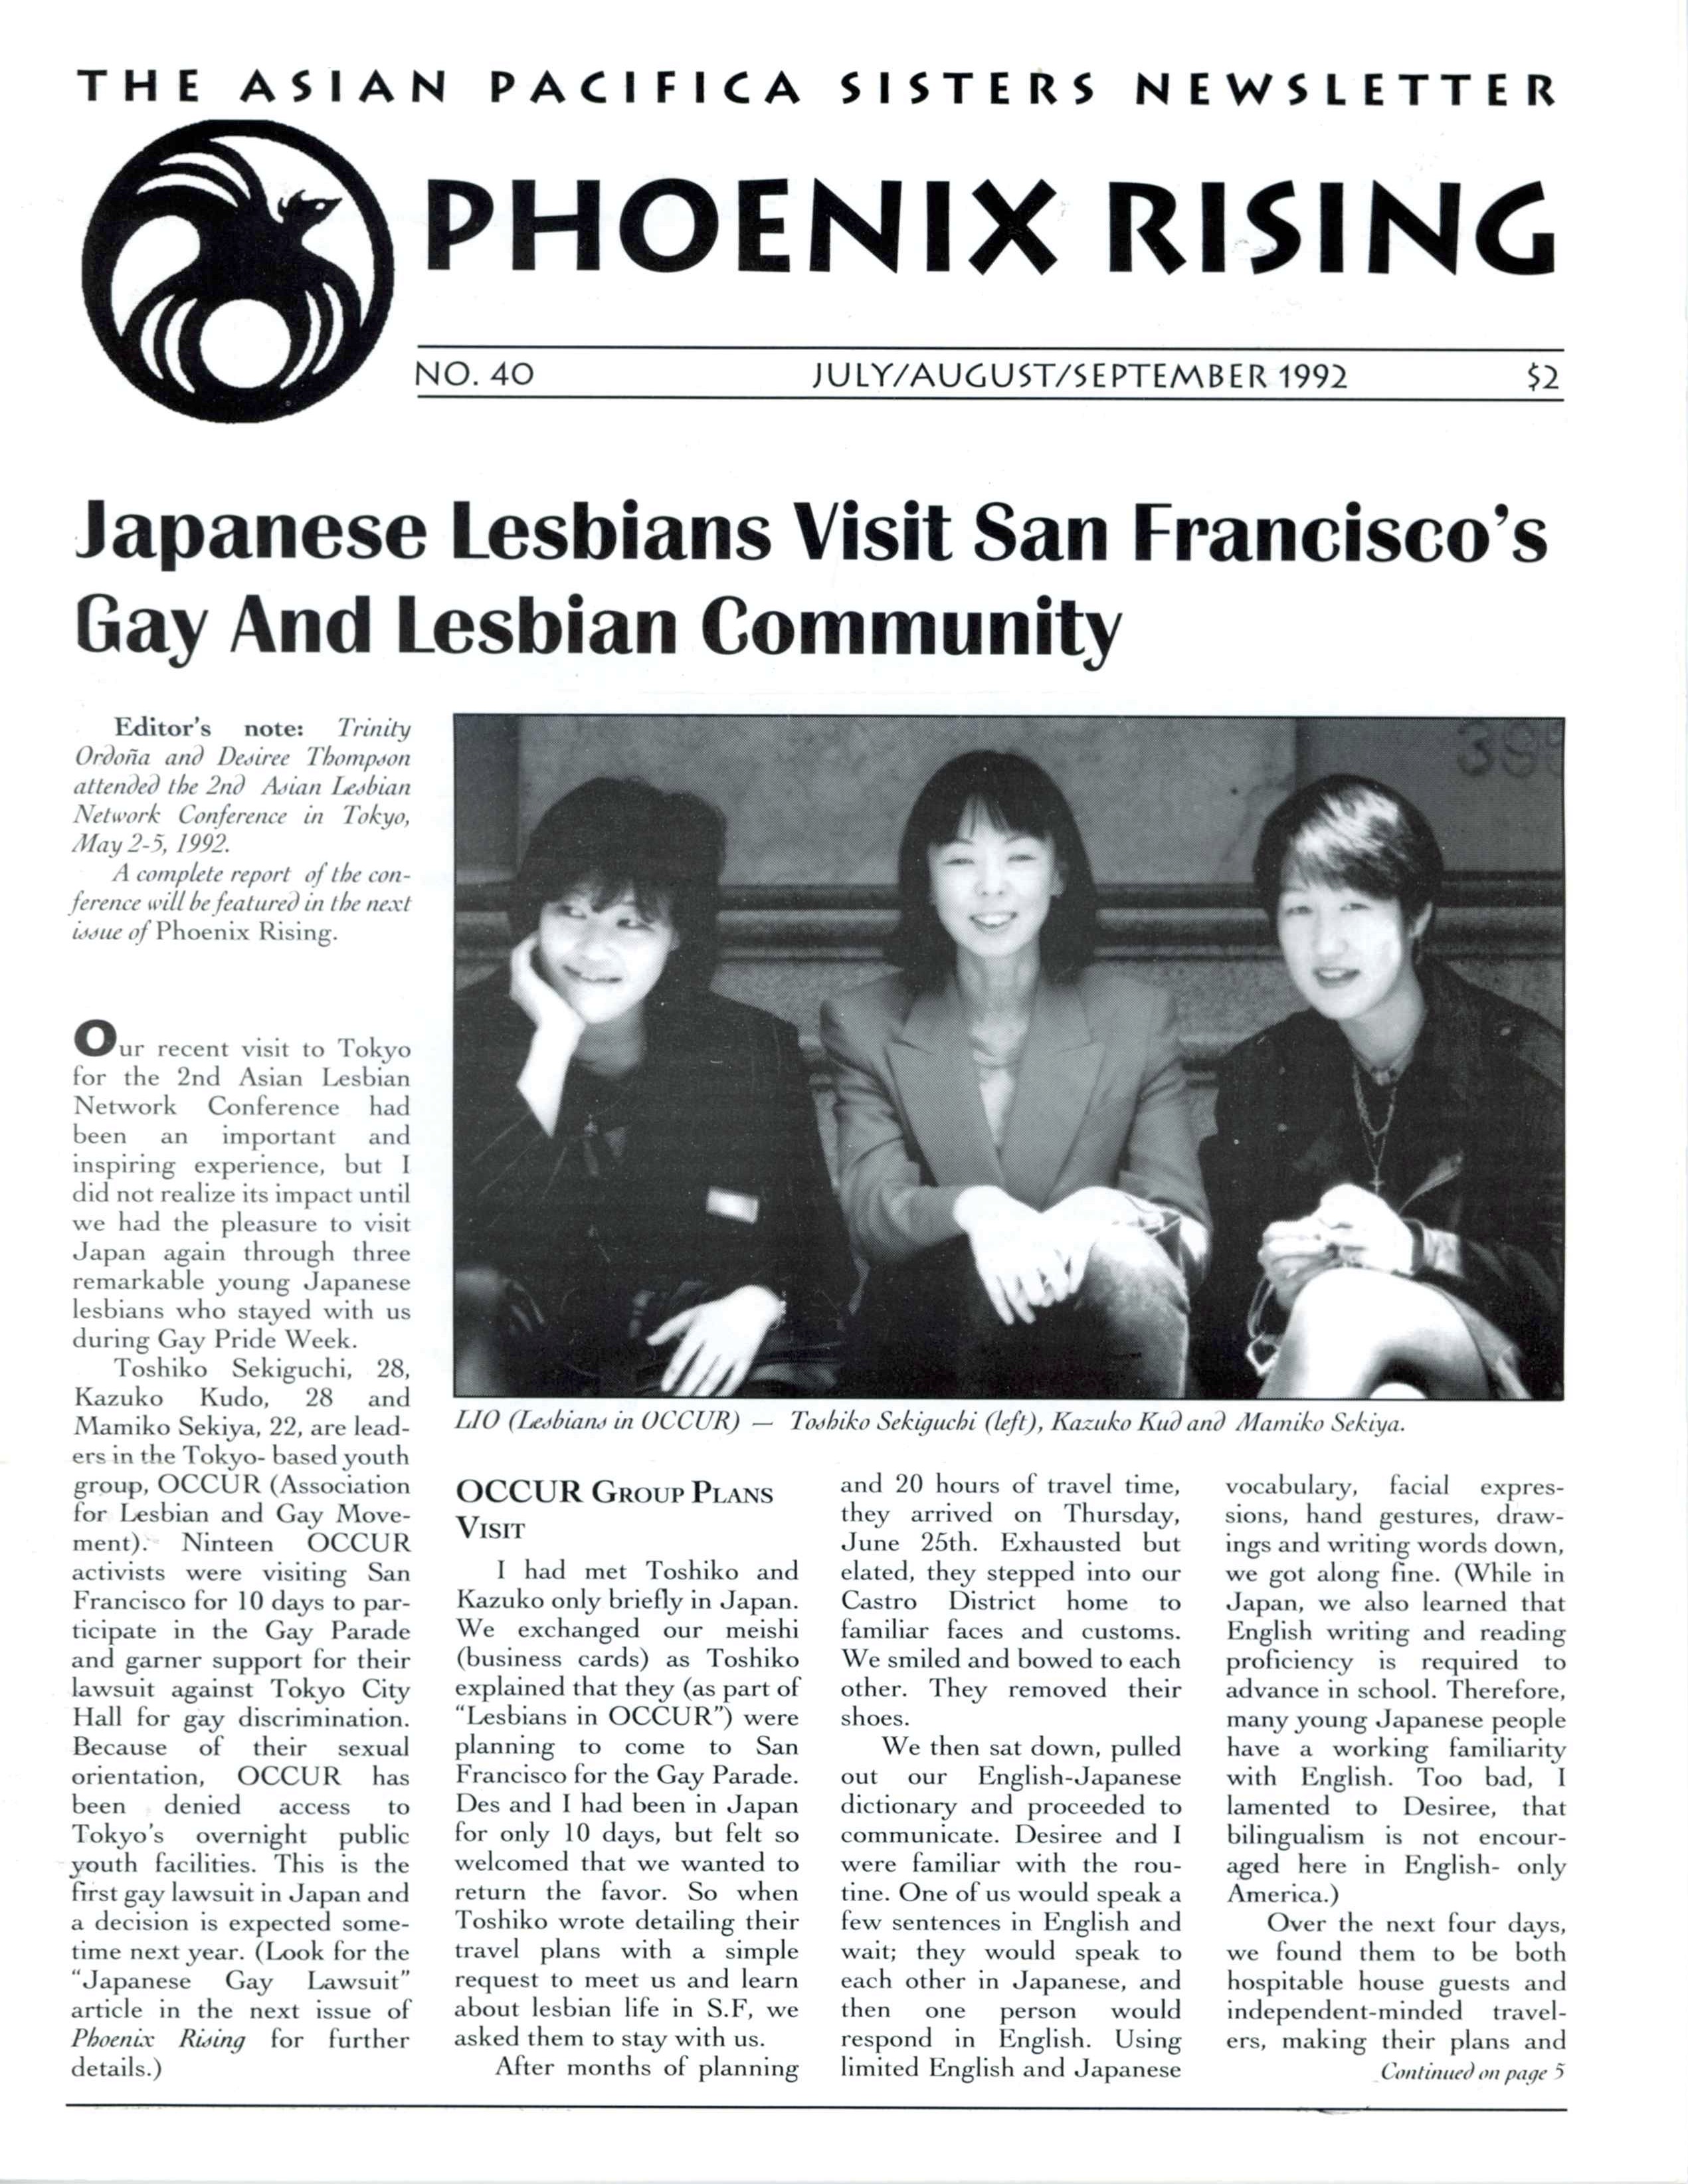 THE ASIAN PACIFICA SISTERS NEWSLETTER
PHOENIX RISING
NO. 40 JULY/AUGUST/SEPTEMBER 1992 $2
Japanese Lesbians Visit San Francisco's
Gay And Lesbian Community
Editor's note: Trinity
Ordoña and Desiree Thompson
attended the 2nd Asian Lesbian
Network Conference in Tokyo,
May 2-5, 1992.
A complete report of the con-
ference will be featured in the next
issue of Phoenix Rising.
Our recent visit to Tokyo
for the 2nd Asian Lesbian
Network Conference had
been an important and
inspiring experience, but I
did not realize its impact until
we had the pleasure to visit
Japan again through three
remarkable young Japanese
lesbians who stayed with us
during Gay Pride Week.
Toshiko Sekiguchi, 28,
Kazuko Kudo, 28 and
Mamiko Sekiya, 22, are lead-
ers in the Tokyo- based youth
group, OCCUR (Association
for Lesbian and Gay Move-
ment). Ninteen OCCUR
activists were visiting San
Francisco for 10 days to par-
ticipate in the Gay Parade
and garner support for their
lawsuit against Tokyo City
Hall for gay discrimination.
Because of their sexual
orientation, OCCUR has
been denied access to
Tokyo's overnight public
youth facilities. This is the
first gay lawsuit in Japan and
a decision is expected some-
time next year. (Look for the
"Japanese Gay Lawsuit"
article in the next issue of
Phoenix Rising for further
details.)
LIO (Lesbians in OCCUR) — Toshiko Sekiguchi (left), Kazuko Kud and Mamiko Sekiya.
OCCUR GROUP PLANS
VISIT
I had met Toshiko and
Kazuko only briefly in Japan.
We exchanged our meishi
(business cards) as Toshiko
explained that they (as part of
"Lesbians in OCCUR") were
planning to come to San
Francisco for the Gay Parade.
Des and I had been in Japan
for only 10 days, but felt so
welcomed that we wanted to
return the favor. So when
Toshiko wrote detailing their
travel plans with a simple
request to meet us and learn
about lesbian life in S.F, we
asked them to stay with us.
After months of planning
and 20 hours of travel time,
they arrived on Thursday,
June 25th. Exhausted but
elated, they stepped into our
Castro District home to
familiar faces and customs.
We smiled and bowed to each
other. They removed their
shoes.
We then sat down, pulled
out our English-Japanese
dictionary and proceeded to
communicate. Desiree and I
were familiar with the rou-
tine. One of us would speak a
few sentences in English and
wait; they would speak to
each other in Japanese, and
then one person would
respond in English. Using
limited English and Japanese
vocabulary, facial expres-
sions, hand gestures, draw-
ings and writing words down,
we got along fine. (While in
Japan, we also learned that
English writing and reading
proficiency is required to
advance in school. Therefore,
many young Japanese people
have a working familiarity
with English. Too bad, I
lamented to Desiree, that
bilingualism is not encour-
aged here in English- only
America.)
Over the next four days,
we found them to be both
hospitable house guests and
independent-minded travel-
ers, making their plans and
Continued on page 5